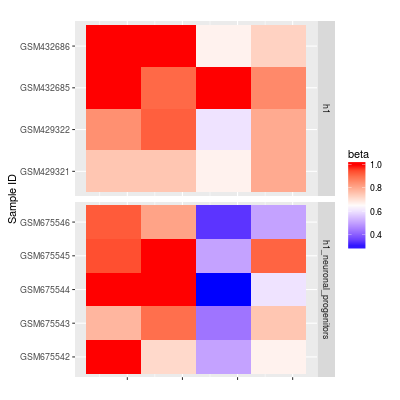 GSM432686
GSM432685
GSM429322
GSM429321
h1
GSM675546
GSM675545
GSM675544
GSM675543
GSM675542
h1_neuronal_progenitors
Sample ID
beta
1.0
0.8
0.6
0.4